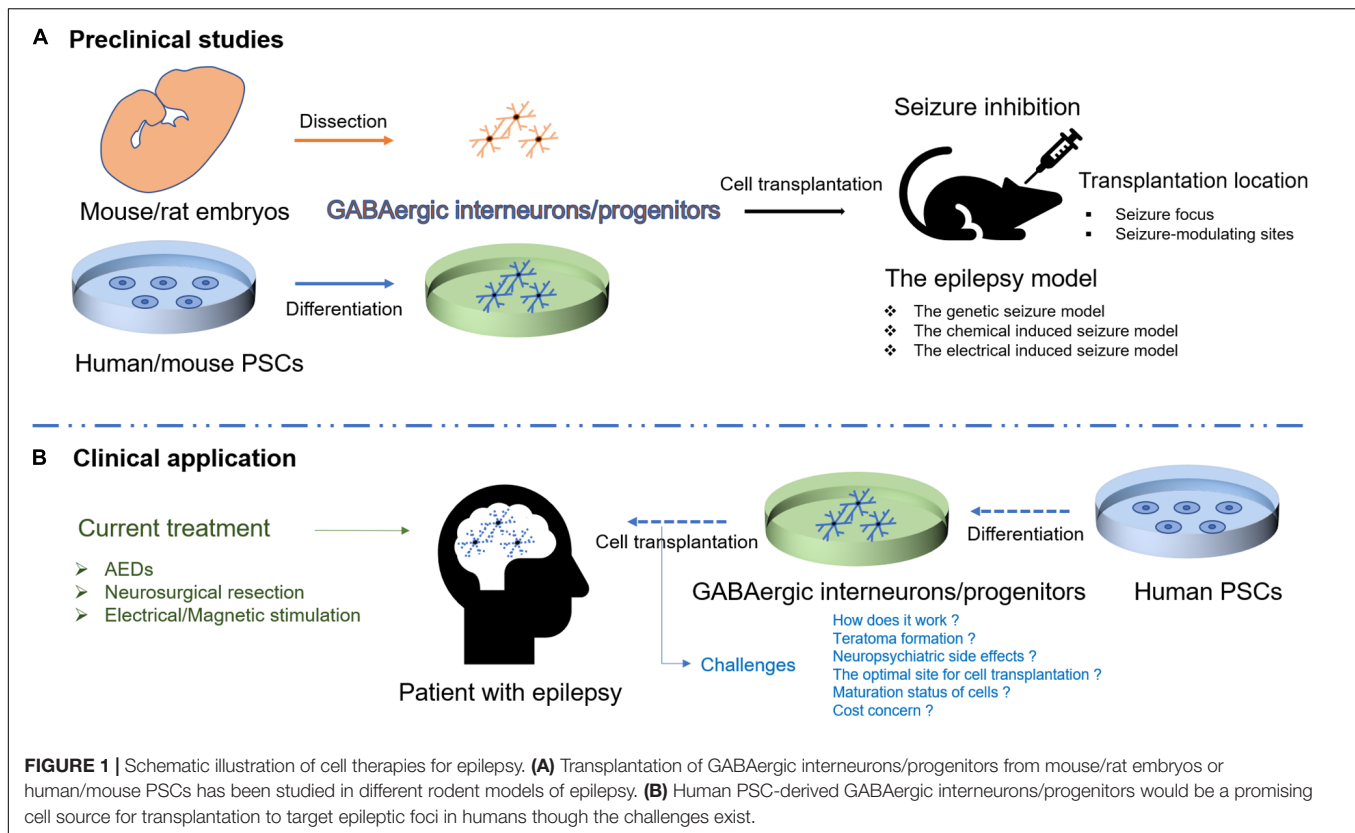 A Preclinical studies
Dissection
Mouse/rat embryos
GABAergic interneurons/progenitors
Differentiation
Human/mouse PSCs
Cell transplantation
Seizure inhibition
Transplantation location
▪ Seizure focus
▪ Seizure-modulating sites
The epilepsy model
❖ The genetic seizure model
❖ The chemical induced seizure model
❖ The electrical induced seizure model
B Clinical application
Current treatment
➢ AEDs
➢ Neurosurgical resection
➢ Electrical/Magnetic stimulation
Patient with epilepsy
Cell transplantation
GABAergic interneurons/progenitors
Differentiation
Human PSCs
Challenges
How does it work ?
Teratoma formation ?
Neuropsychiatric side effects ?
The optimal site for cell transplantation ?
Maturation status of cells ?
Cost concern ?
FIGURE 1 | Schematic illustration of cell therapies for epilepsy. (A) Transplantation of GABAergic interneurons/progenitors from mouse/rat embryos or
human/mouse PSCs has been studied in different rodent models of epilepsy. (B) Human PSC-derived GABAergic interneurons/progenitors would be a promising
cell source for transplantation to target epileptic foci in humans though the challenges exist.